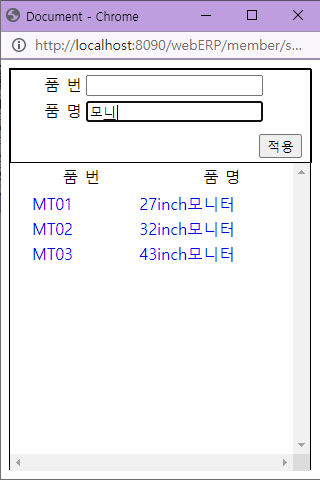 Document - Chrome
http://localhost:8090/webERP/member/s...
품 번
품 명 모니
적용
품 번 품 명
MT01 27inch모니터
MT02 32inch모니터
MT03 43inch모니터